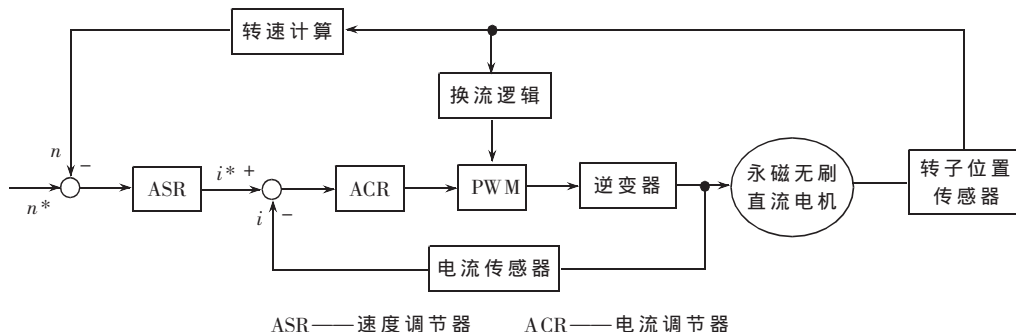 转速计算
换流逻辑
n
−
n*
ASR
i* +
i
−
ACR
PWM
逆变器
永磁无刷
直流电机
转子位置
传感器
电流传感器
ASR——速度调节器 ACR——电流调节器